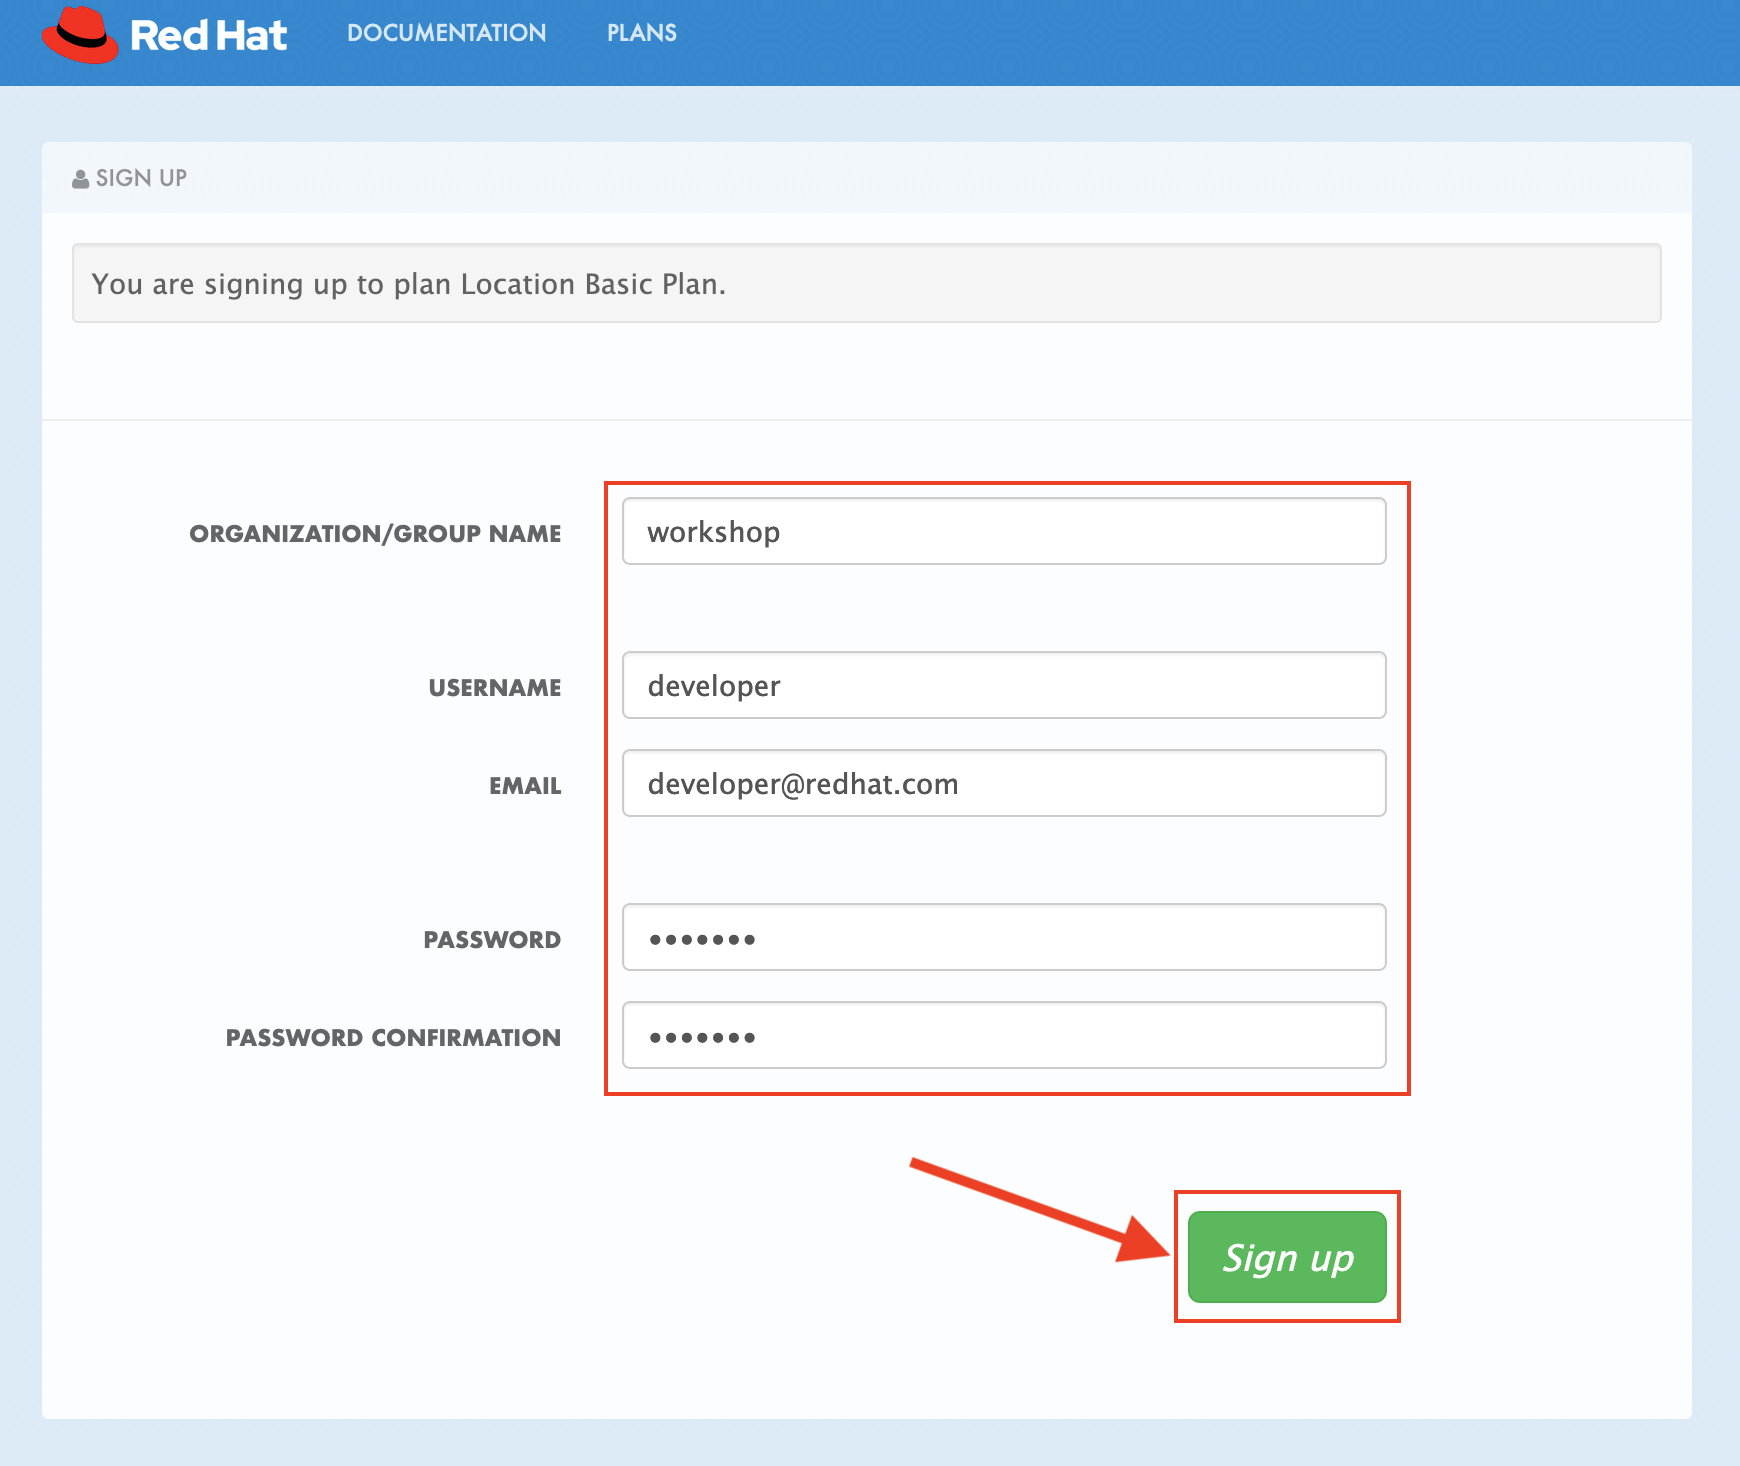 Red Hat DOCUMENTATION PLANS
SIGN UP
You are signing up to plan Location Basic Plan.
ORGANIZATION/GROUP NAME workshop
USERNAME developer
EMAIL developer@redhat.com
PASSWORD •••••••
PASSWORD CONFIRMATION •••••••
Sign up